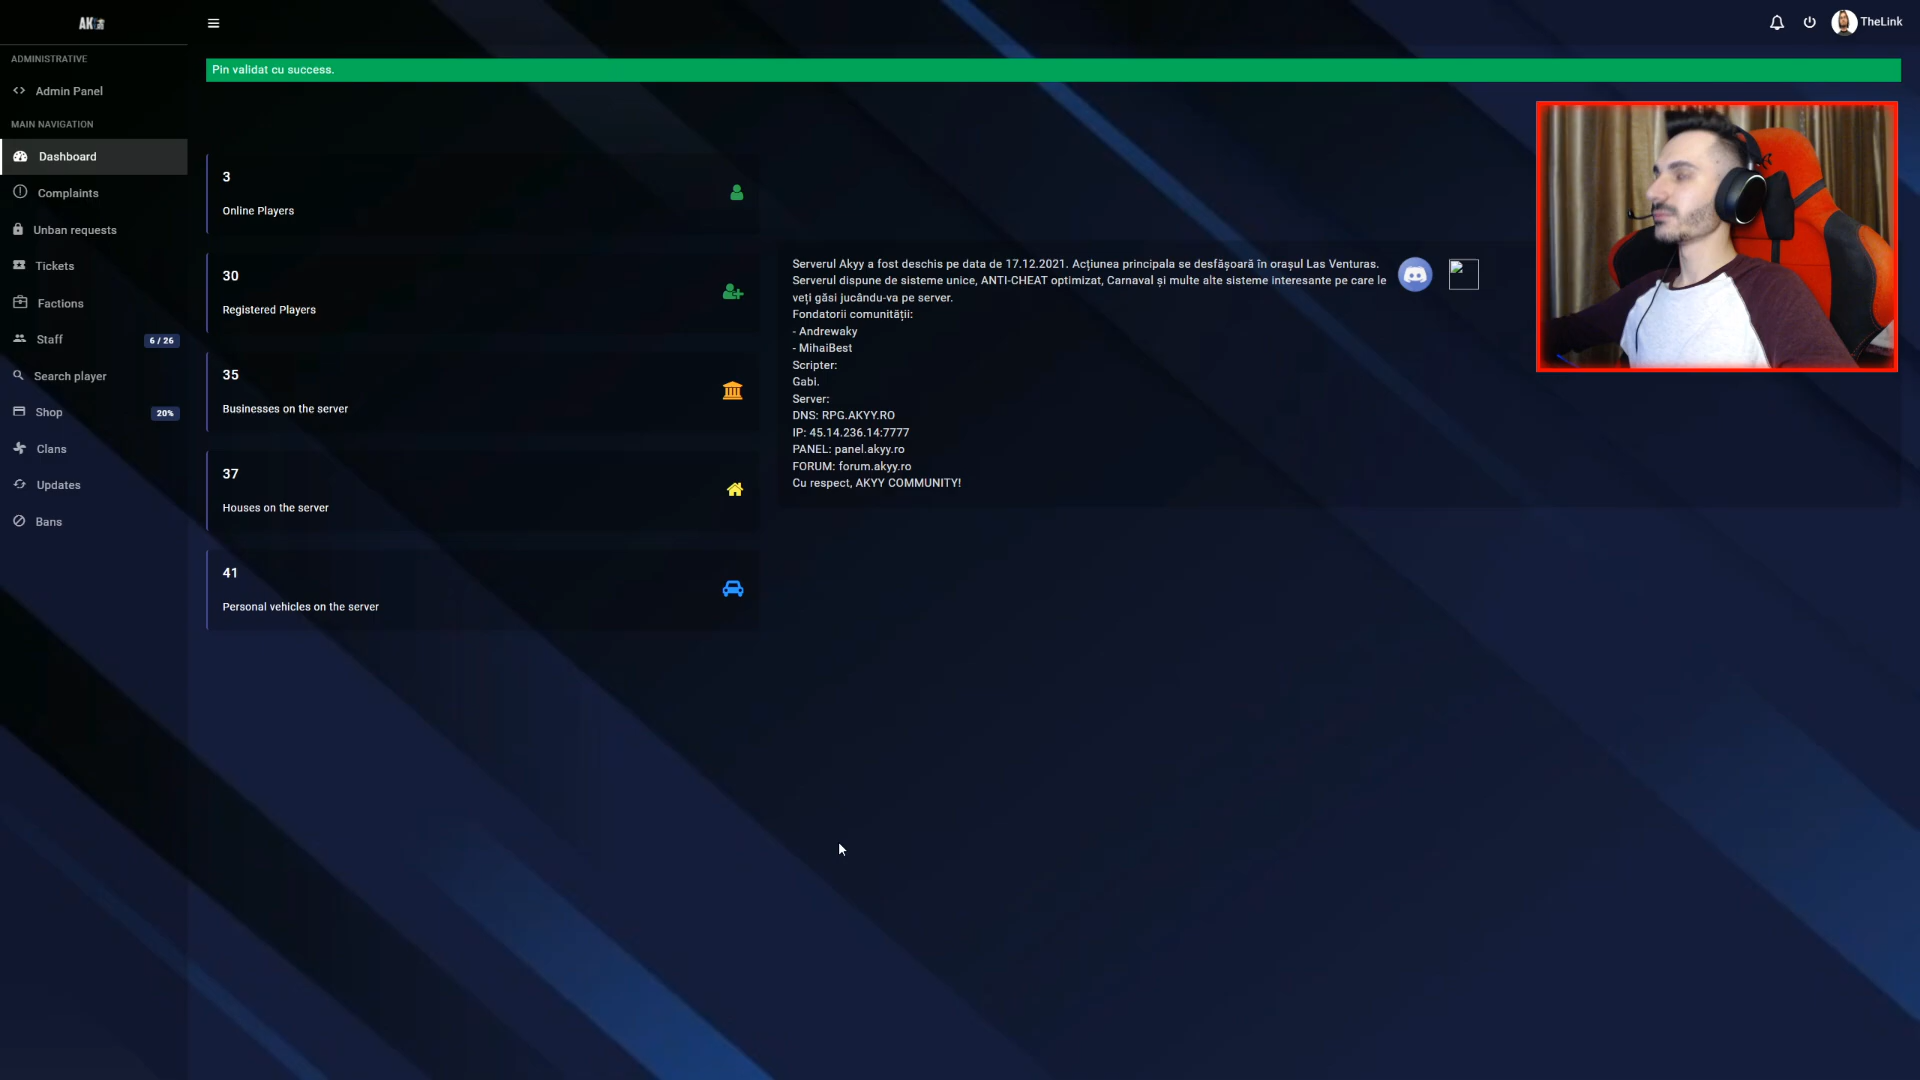 AK
TheLink
ADMINISTRATIVE
Admin Panel
MAIN NAVIGATION
Dashboard
Complaints
Unban requests
Tickets
Factions
Staff
6 / 26
Search player
Shop
20%
Clans
Updates
Bans
Pin validat cu success.
3
Online Players
30
Registered Players
35
Businesses on the server
37
Houses on the server
41
Personal vehicles on the server
Serverul Akyy a fost deschis pe data de 17.12.2021. Acțiunea principala se desfășoară în orașul Las Venturas.
Serverul dispune de sisteme unice, ANTI-CHEAT optimizat, Carnaval și multe alte sisteme interesante pe care le
veți găsi jucându-va pe server.
Fondatorii comunității:
- Andrewaky
- MihaiBest
Scripter:
Gabi.
Server:
DNS: RPG.AKYY.RO
IP: 45.14.236.14:7777
PANEL: panel.akyy.ro
FORUM: forum.akyy.ro
Cu respect, AKYY COMMUNITY!